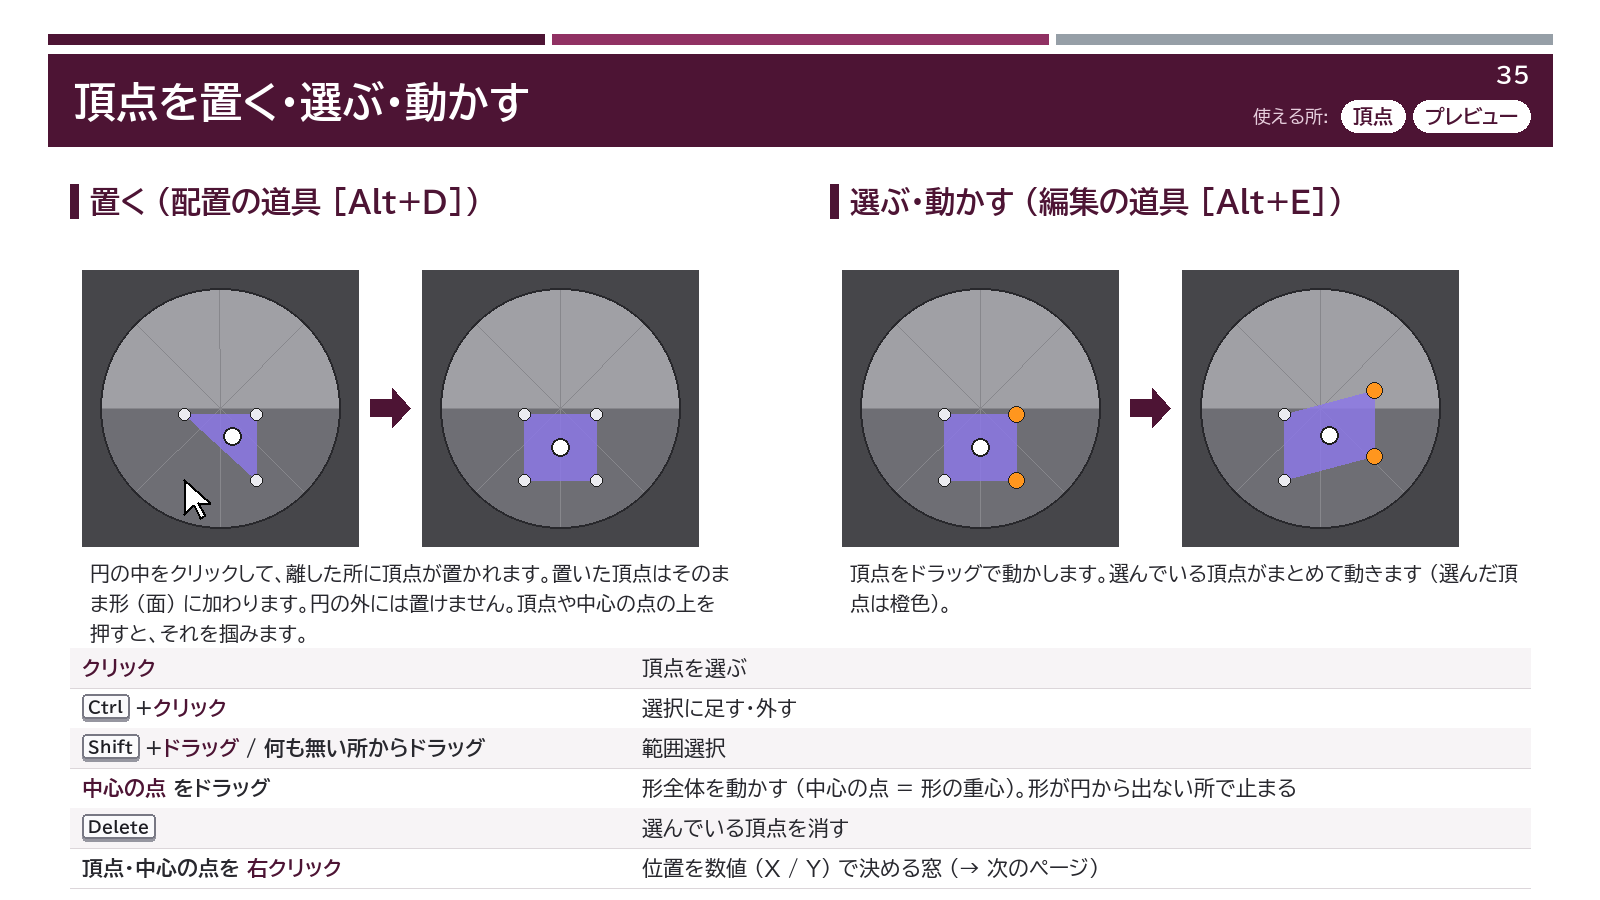 35
頂点を置く・選ぶ・動かす
使える所: 頂点 プレビュー
置く（配置の道具［Alt+D］）
円の中をクリックして、離した所に頂点が置かれます。置いた頂点はそのま
ま形（面）に加わります。円の外には置けません。頂点や中心の点の上を
押すと、それを掴みます。
選ぶ・動かす（編集の道具［Alt+E］）
頂点をドラッグで動かします。選んでいる頂点がまとめて動きます（選んだ頂
点は橙色）。
クリック 頂点を選ぶ
Ctrl +クリック 選択に足す・外す
Shift +ドラッグ / 何も無い所からドラッグ 範囲選択
中心の点 をドラッグ 形全体を動かす（中心の点 = 形の重心）。形が円から出ない所で止まる
Delete 選んでいる頂点を消す
頂点・中心の点を 右クリック 位置を数値（X / Y）で決める窓（→ 次のページ）